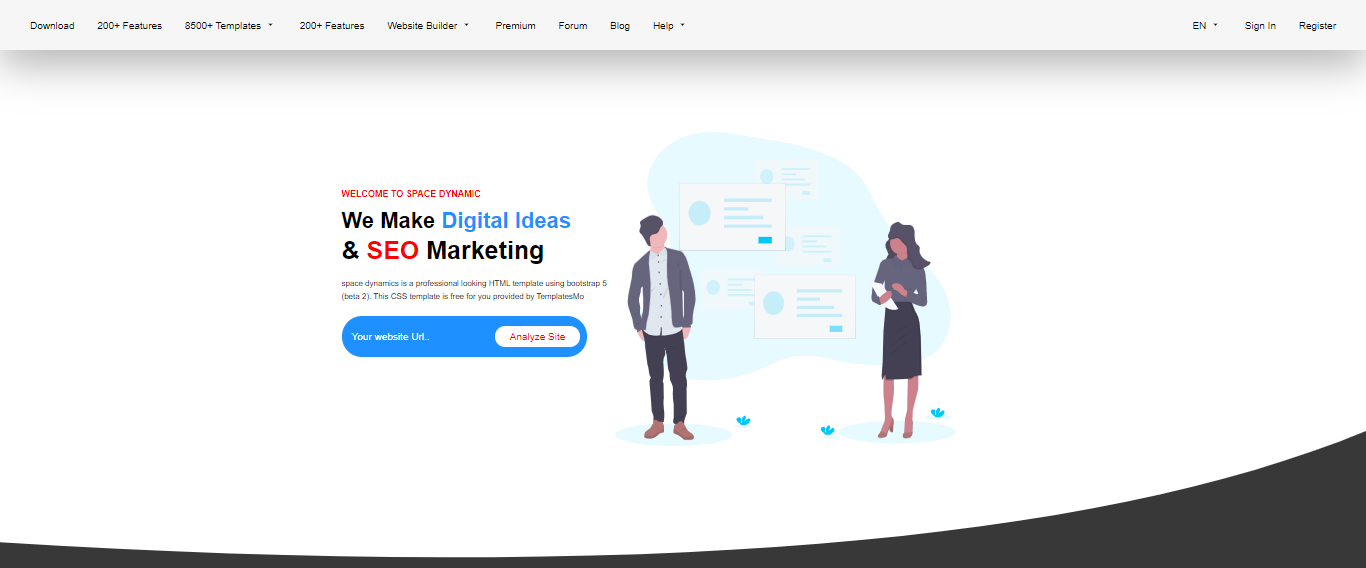 Download 200+ Features 8500+ Templates 200+ Features Website Builder Premium Forum Blog Help EN Sign In Register
WELCOME TO SPACE DYNAMIC
We Make Digital Ideas
& SEO Marketing
space dynamics is a professional looking HTML template using bootstrap 5
(beta 2). This CSS template is free for you provided by TemplatesMo
Your website Url.. Analyze Site